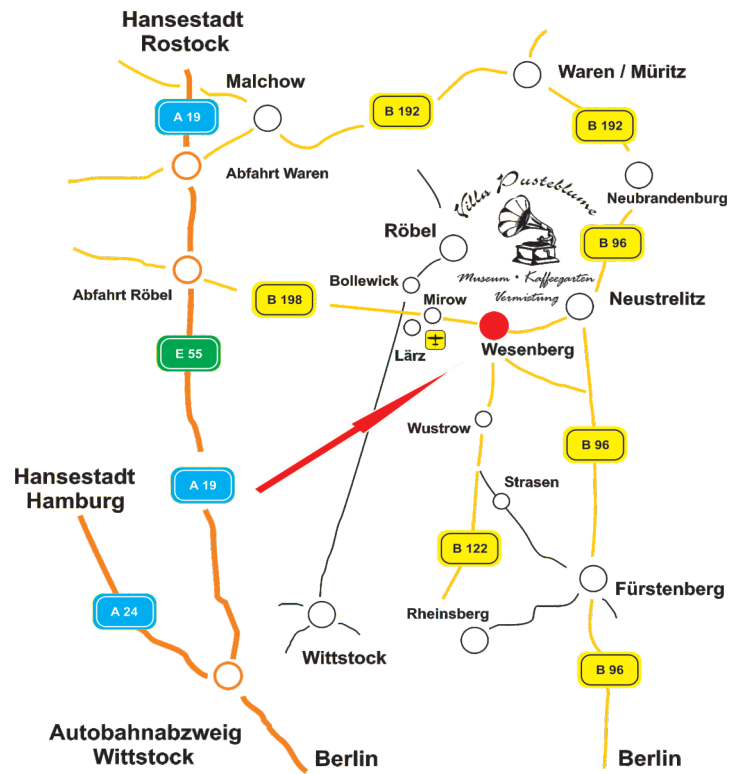 Hansestadt
Rostock
Waren / Müritz
Malchow
A 19
B 192
B 192
Abfahrt Waren
Neubrandenburg
Villa Pusteblume
Röbel
B 96
Bollewick
Museum • Kaffeegarten
Vermietung
Abfahrt Röbel
B 198
Mirow
Neustrelitz
E 55
Lärz
Wesenberg
Wustrow
B 96
Hansestadt
Hamburg
A 19
Strasen
B 122
Fürstenberg
A 24
Rheinsberg
Wittstock
B 96
Autobahnabzweig
Wittstock
Berlin
Berlin